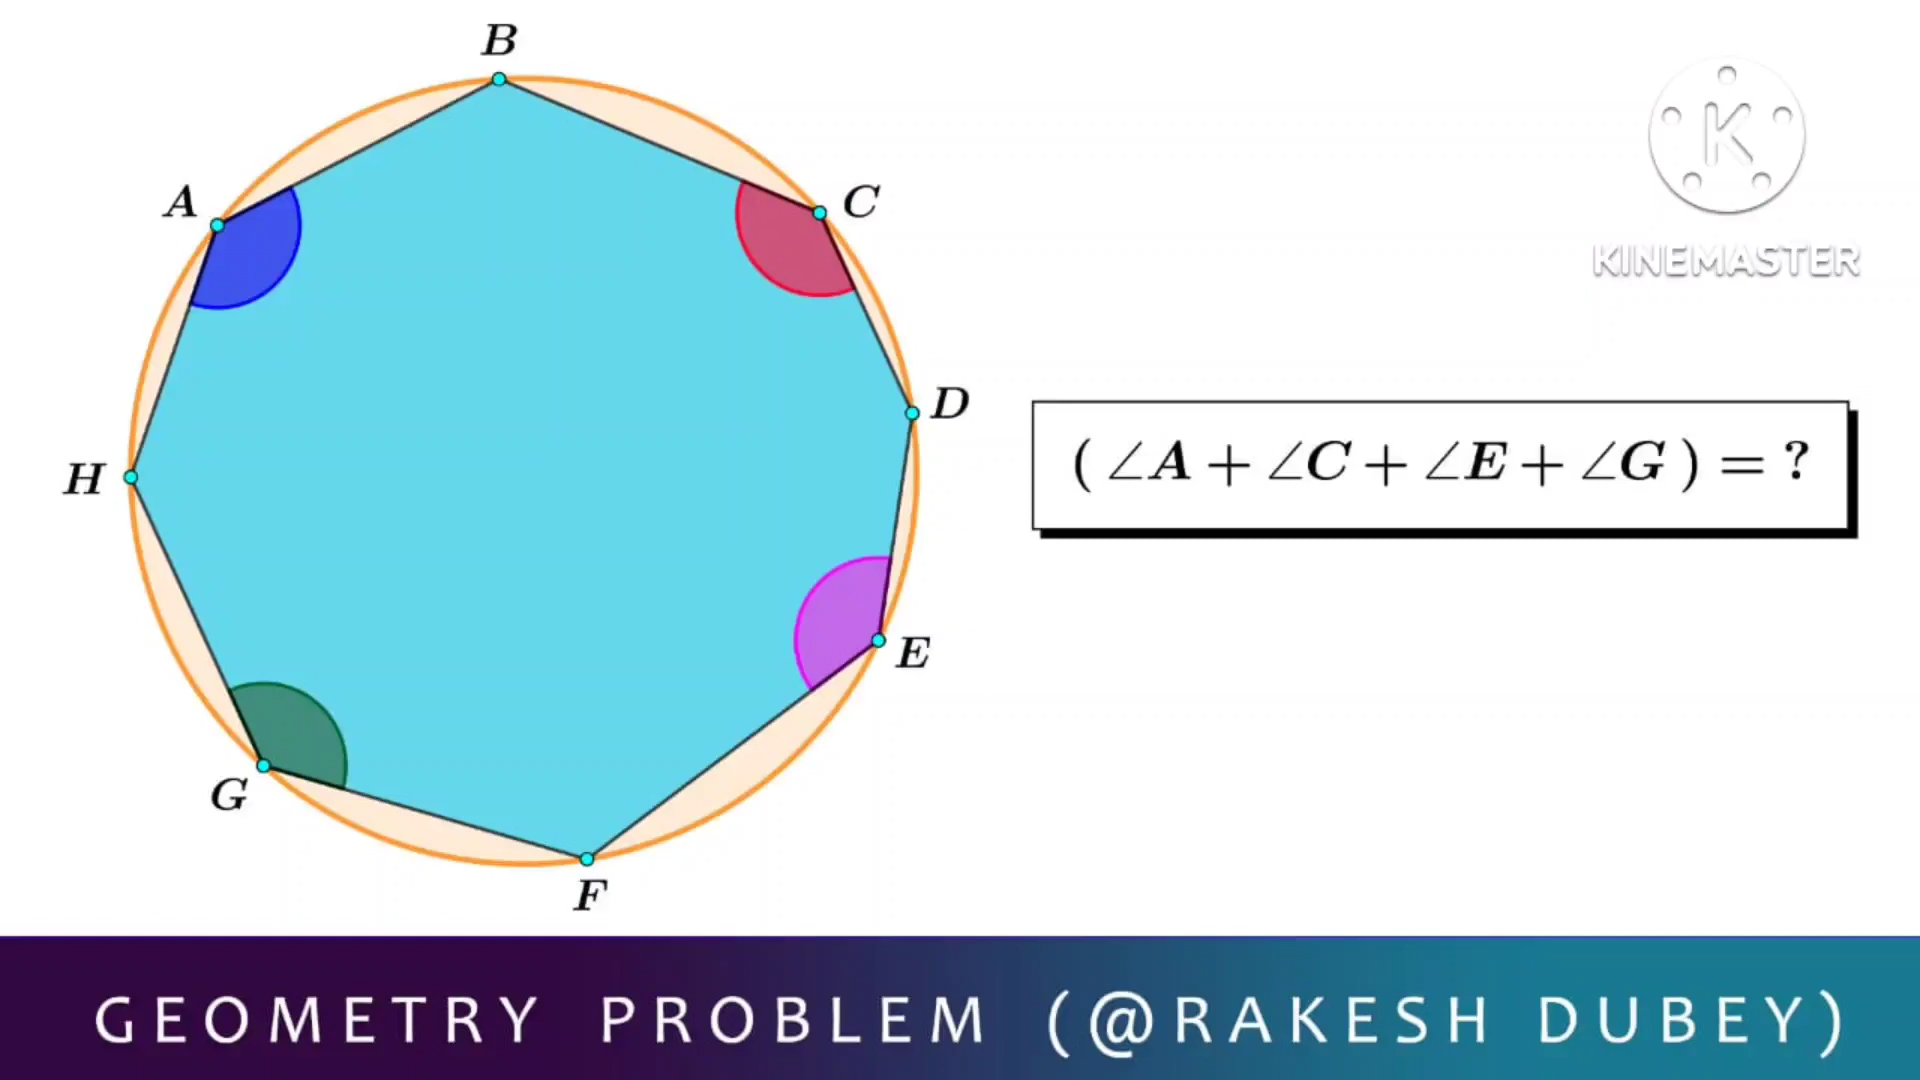 B
A
C
D
H
E
G
F
K
KINEMASTER
( ∠A + ∠C + ∠E + ∠G ) = ?
GEOMETRY PROBLEM (@RAKESH DUBEY)